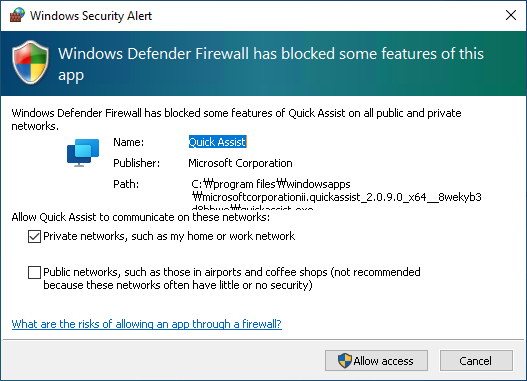 Windows Security Alert
Windows Defender Firewall has blocked some features of this
app
Windows Defender Firewall has blocked some features of Quick Assist on all public and private
networks.
Name: Quick Assist
Publisher: Microsoft Corporation
Path: C:₩program files₩windowsapps
₩microsoftcorporationii.quickassist_2.0.9.0_x64__8wekyb3
d8bbwe₩quickassist.exe
Allow Quick Assist to communicate on these networks:
Private networks, such as my home or work network
Public networks, such as those in airports and coffee shops (not recommended
because these networks often have little or no security)
What are the risks of allowing an app through a firewall?
Allow access
Cancel